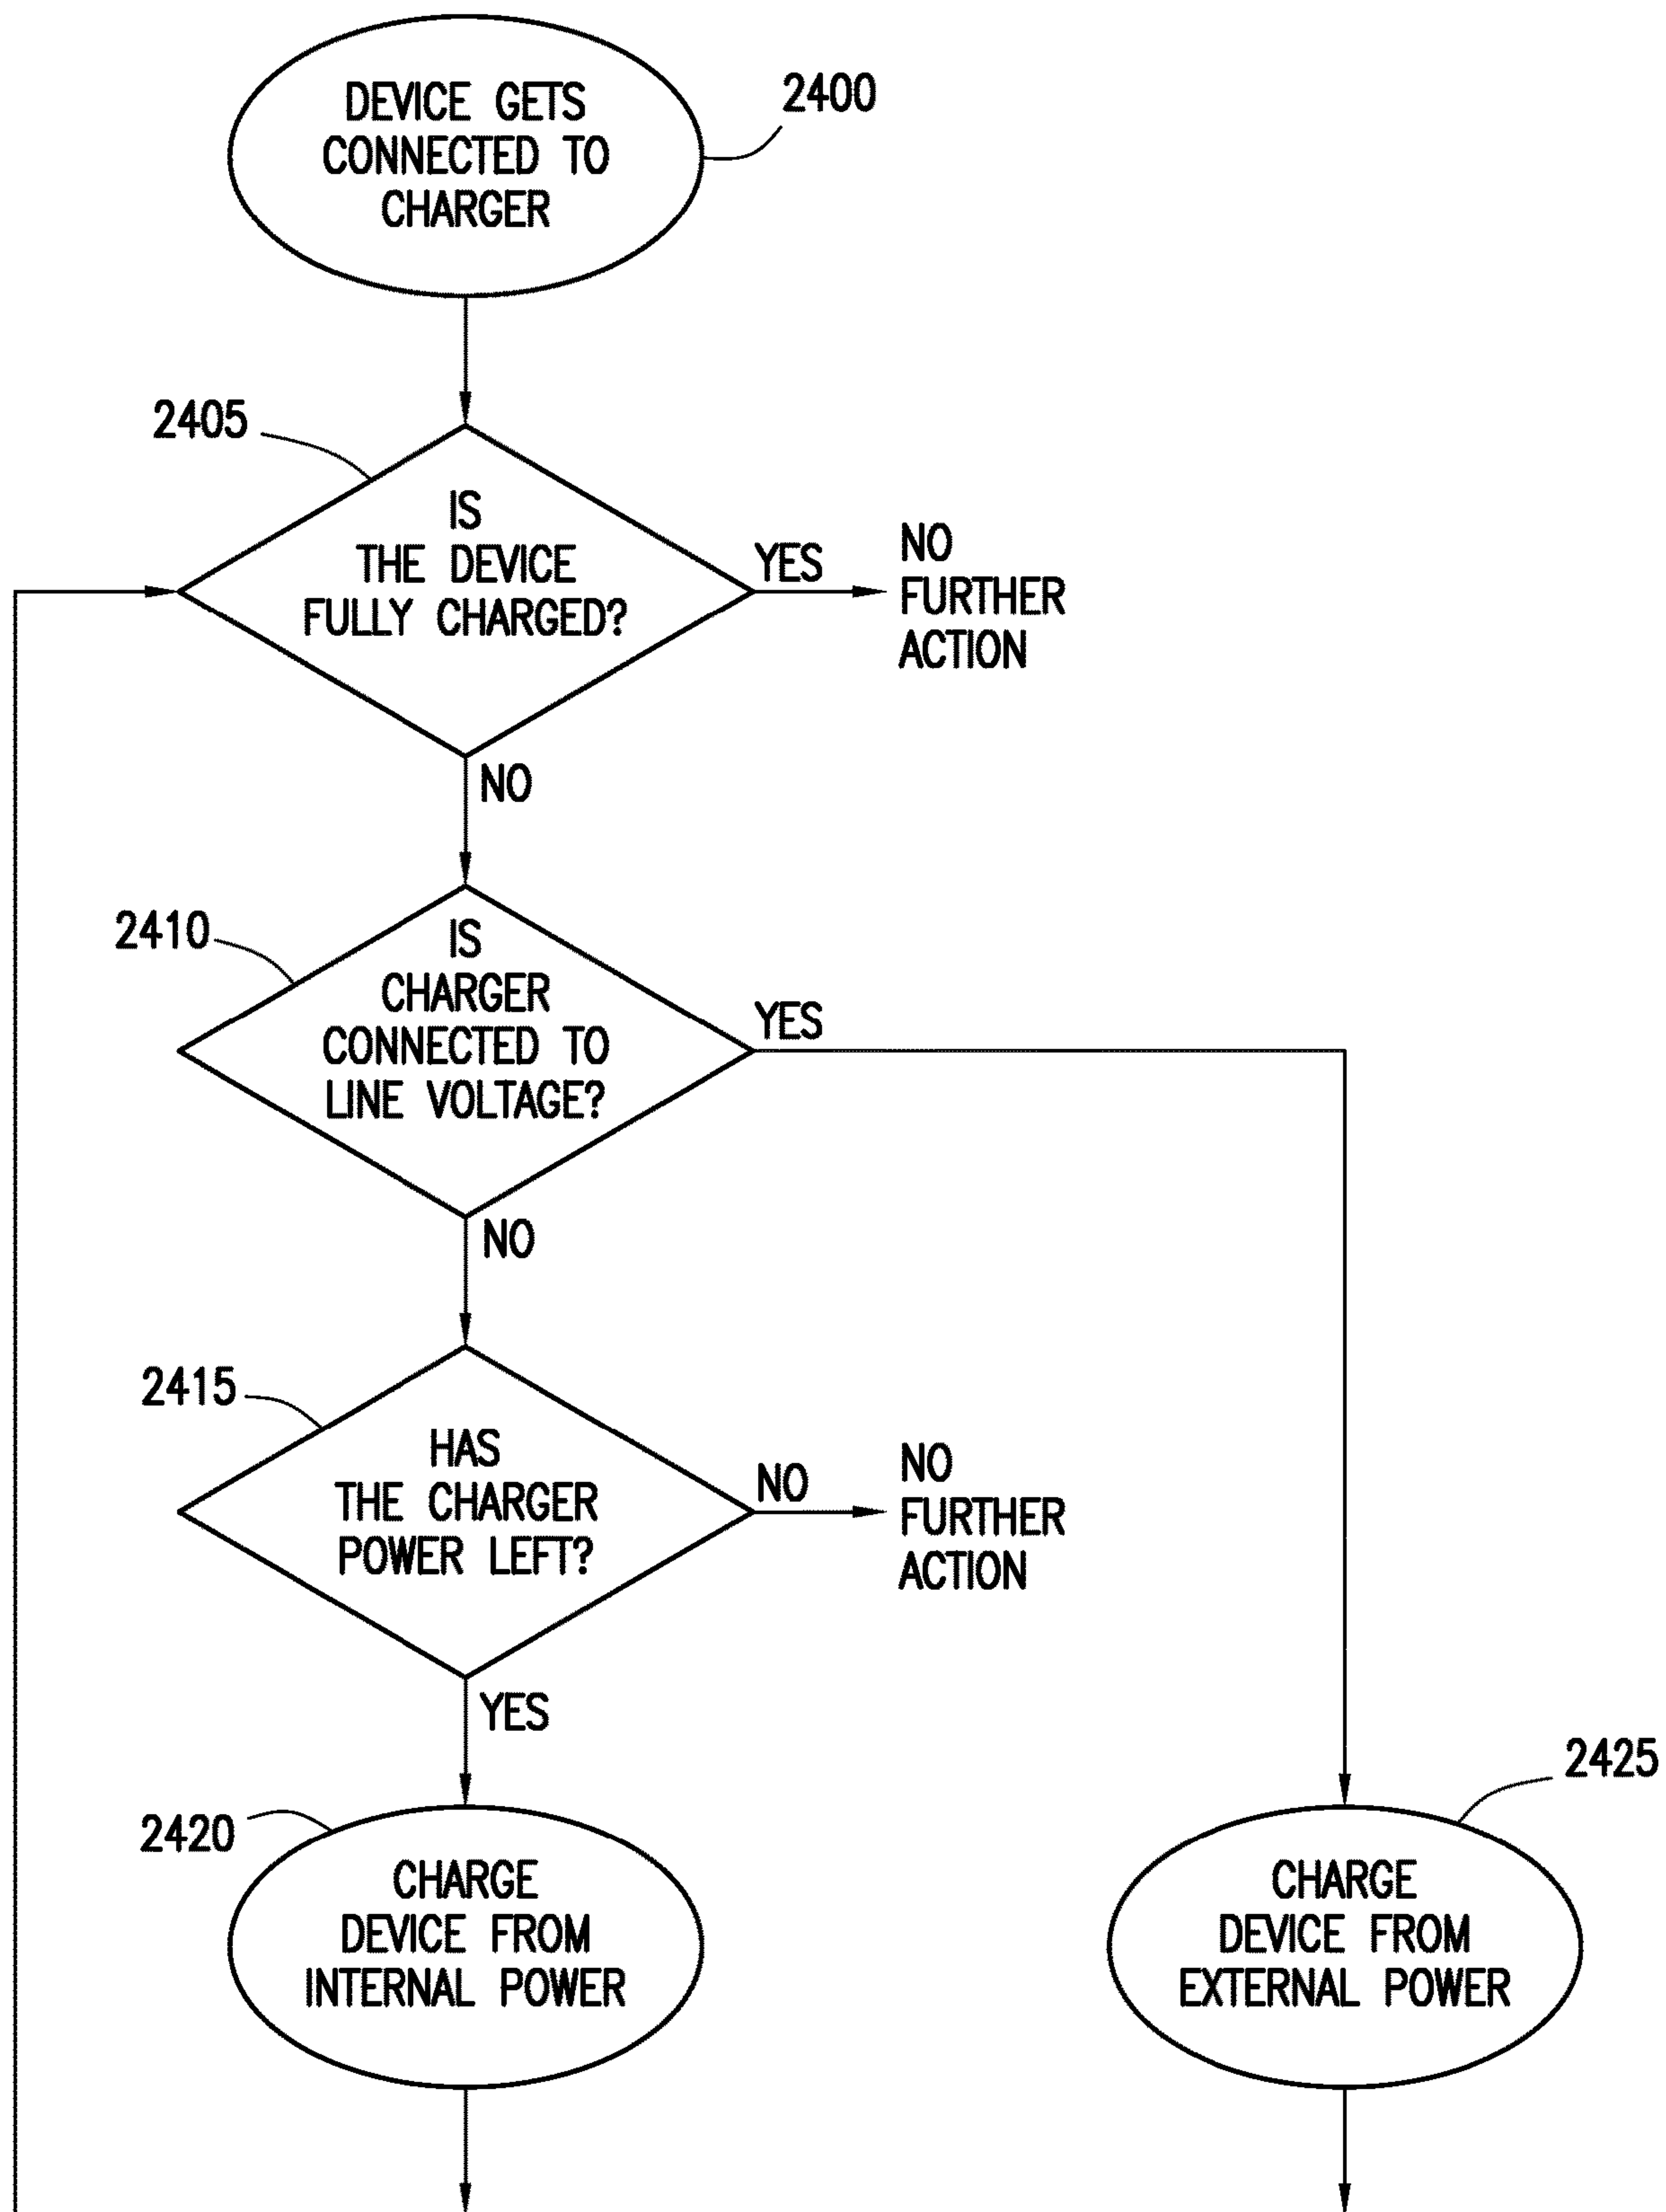 DEVICE GETS
CONNECTED TO
CHARGER
2400
2405
IS
THE DEVICE
FULLY CHARGED?
YES
NO
FURTHER
ACTION
NO
2410
IS
CHARGER
CONNECTED TO
LINE VOLTAGE?
YES
NO
2415
HAS
THE CHARGER
POWER LEFT?
NO
NO
FURTHER
ACTION
YES
2420
CHARGE
DEVICE FROM
INTERNAL POWER
2425
CHARGE
DEVICE FROM
EXTERNAL POWER